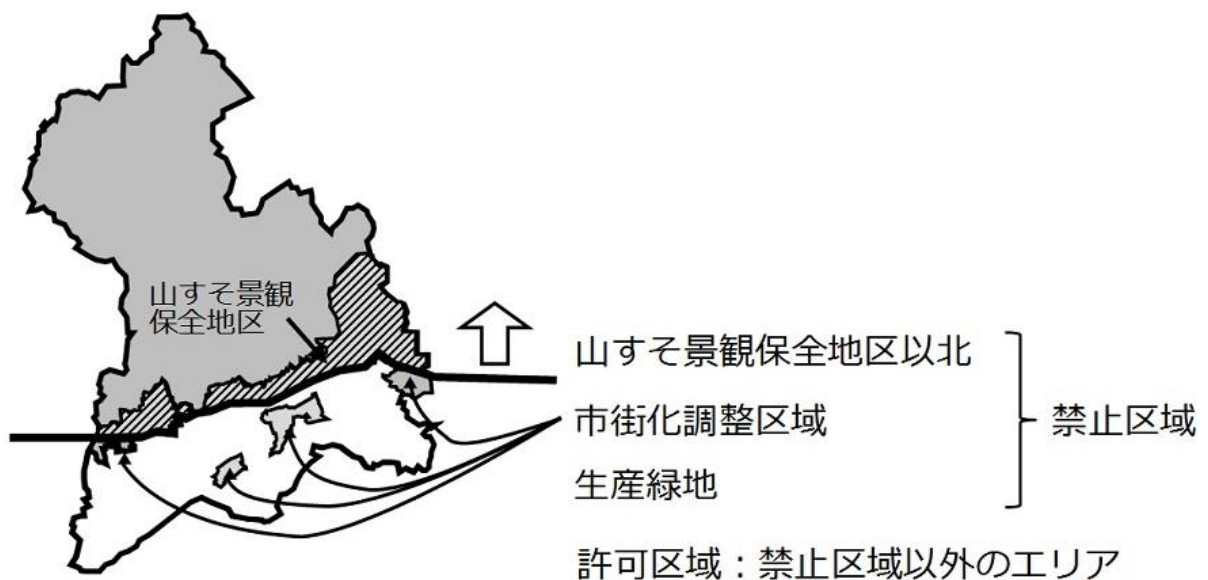 山すそ景観
保全地区
山すそ景観保全地区以北
市街化調整区域
生産緑地
禁止区域
許可区域：禁止区域以外のエリア